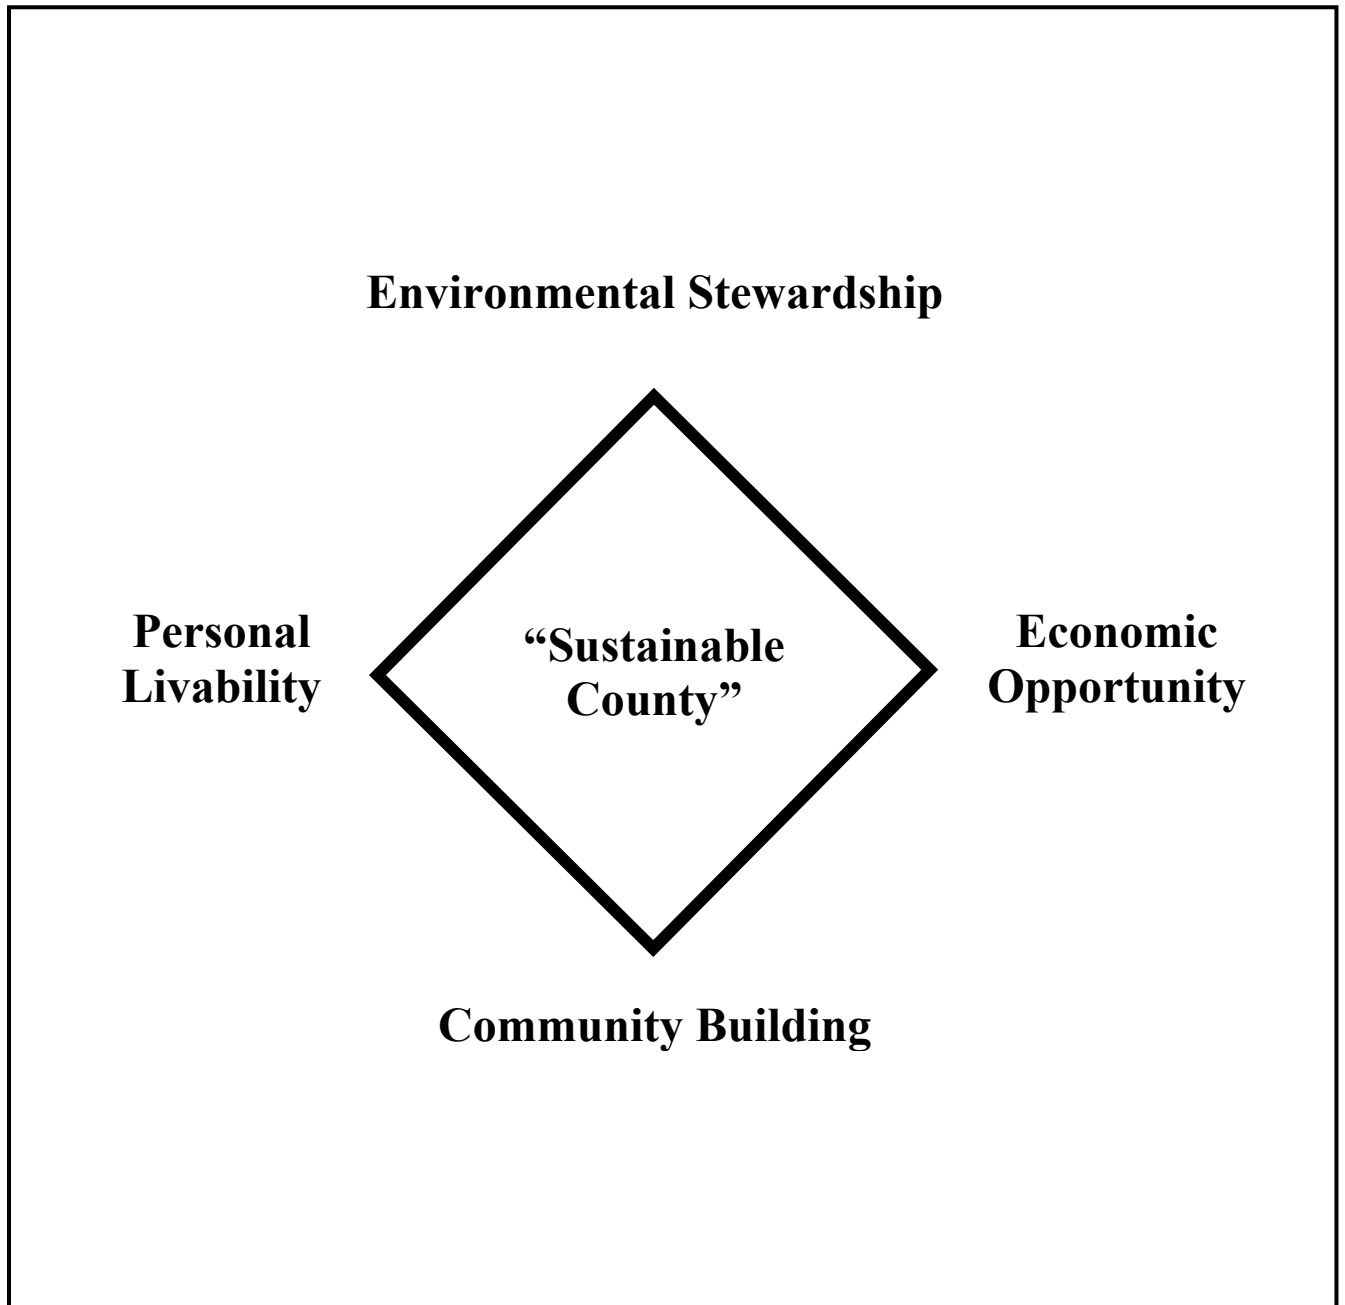 Environmental Stewardship
Personal
Livability
“Sustainable
County”
Economic
Opportunity
Community Building